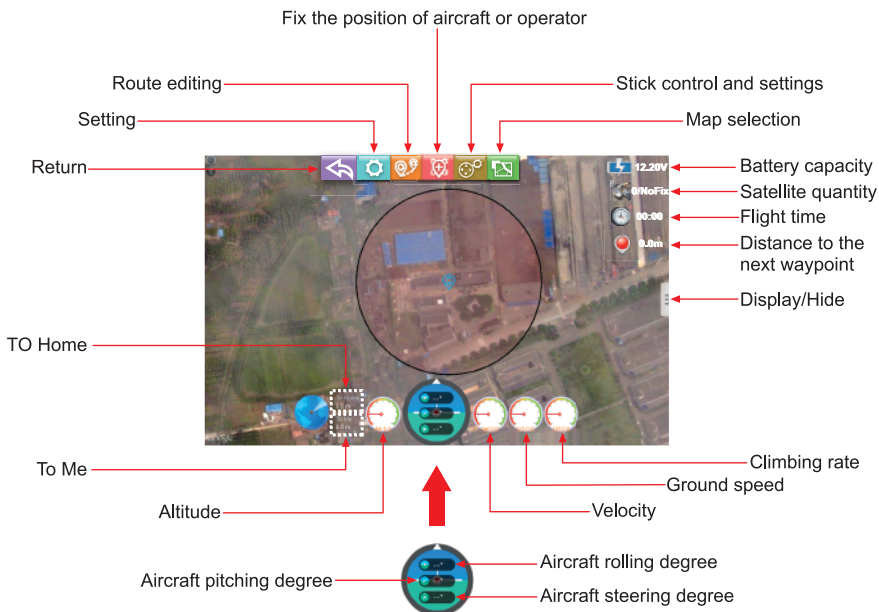 Fix the position of aircraft or operator
Route editing
Stick control and settings
Setting
Map selection
Return
12.20V
Battery capacity
0/NoFix
Satellite quantity
00:00
Flight time
0.0m
Distance to the
next waypoint
Display/Hide
TO Home
To Me
Climbing rate
Ground speed
Altitude
Velocity
Aircraft rolling degree
Aircraft pitching degree
Aircraft steering degree